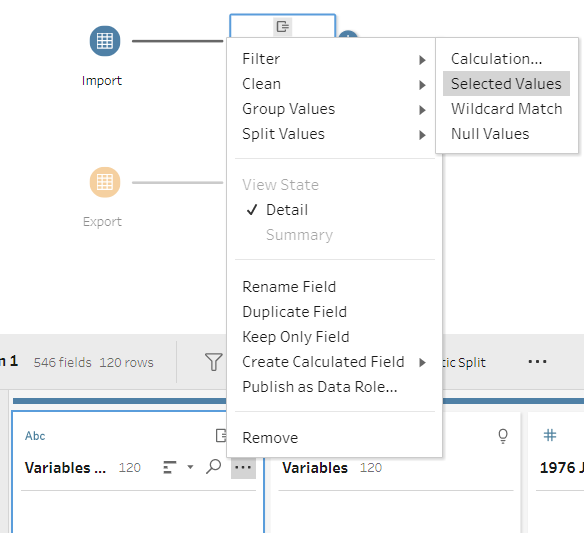 Import
Export
Filter
Clean
Group Values
Split Values
View State
Detail
Summary
Rename Field
Duplicate Field
Keep Only Field
Create Calculated Field
Publish as Data Role...
Remove
Calculation...
Selected Values
Wildcard Match
Null Values
n 1 546 fields 120 rows tic Split ...
Abc
Variables ... 120 ...
Variables 120
#
1976 J